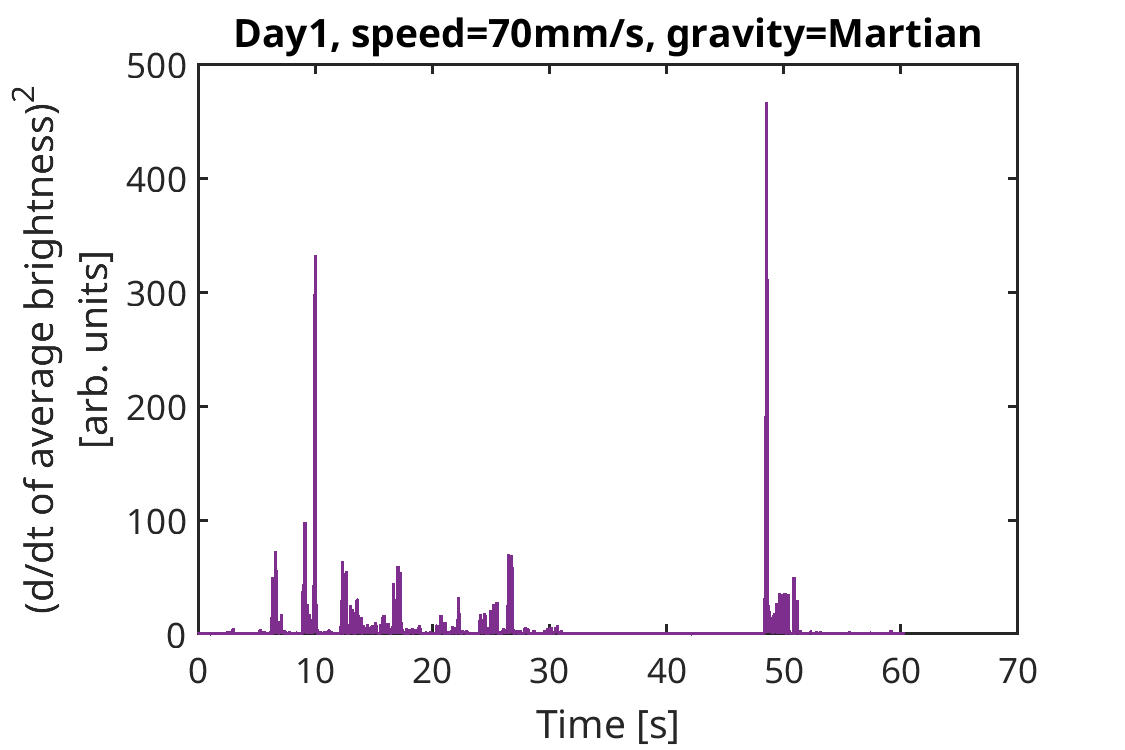 Day1, speed=70mm/s, gravity=Martian
(d/dt of average brightness)²
[arb. units]
500
400
300
200
100
0
0 10 20 30 40 50 60 70
Time [s]